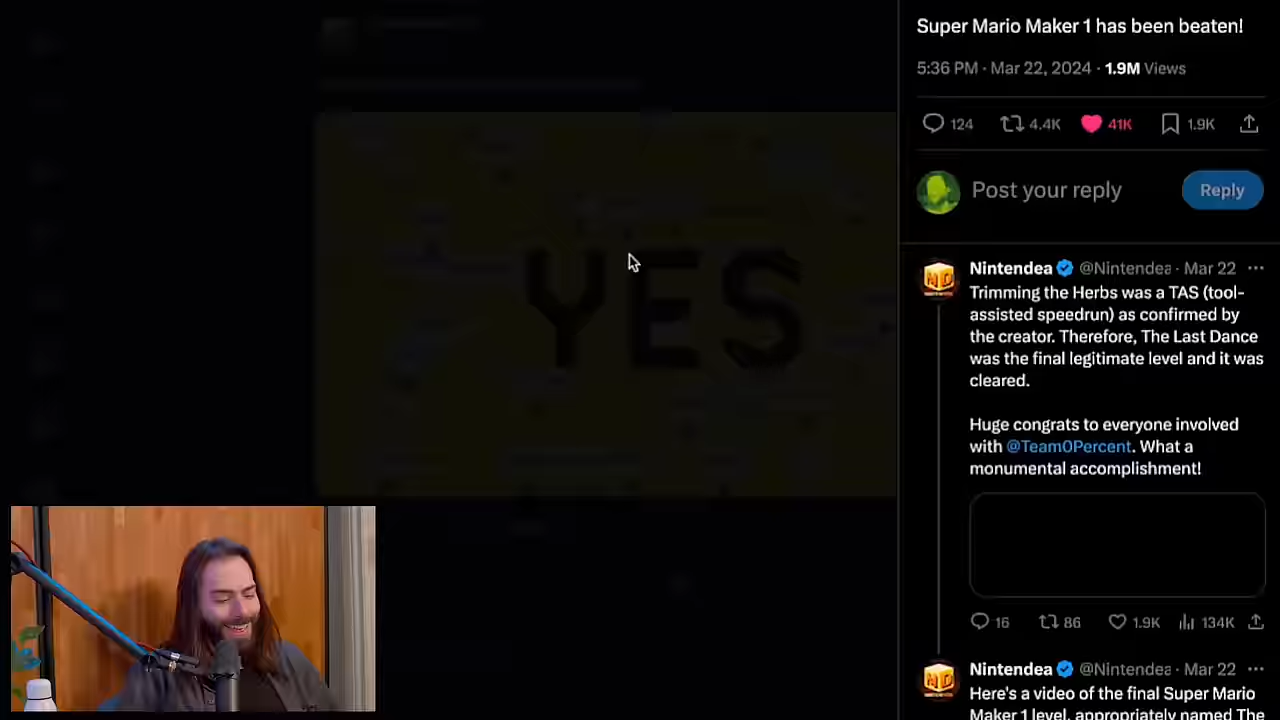 Super Mario Maker 1 has been beaten!
5:36 PM · Mar 22, 2024 · 1.9M Views
124 4.4K 41K 1.9K
Post your reply
Reply
Nintendea @Nintendea · Mar 22 ···
Trimming the Herbs was a TAS (tool-
assisted speedrun) as confirmed by
the creator. Therefore, The Last Dance
was the final legitimate level and it was
cleared.
Huge congrats to everyone involved
with @Team0Percent. What a
monumental accomplishment!
16 86 1.9K 134K
Nintendea @Nintendea · Mar 22 ···
Here's a video of the final Super Mario
Maker 1 level, appropriately named The
YES